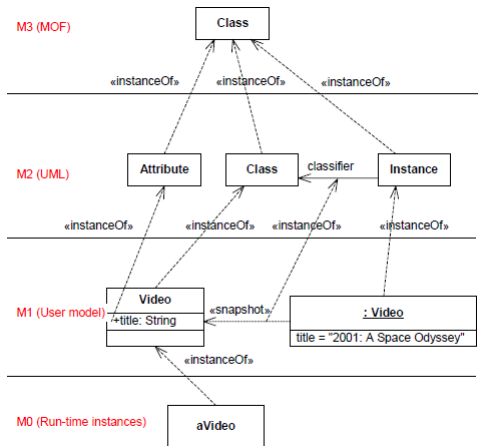 M3 (MOF)
Class
«instanceOf» «instanceOf» «instanceOf»
M2 (UML)
Attribute
Class
classifier
Instance
«instanceOf» «instanceOf» «instanceOf» «instanceOf»
M1 (User model)
Video
+title: String
«snapshot»
: Video
title = "2001: A Space Odyssey"
«instanceOf»
M0 (Run-time instances)
aVideo